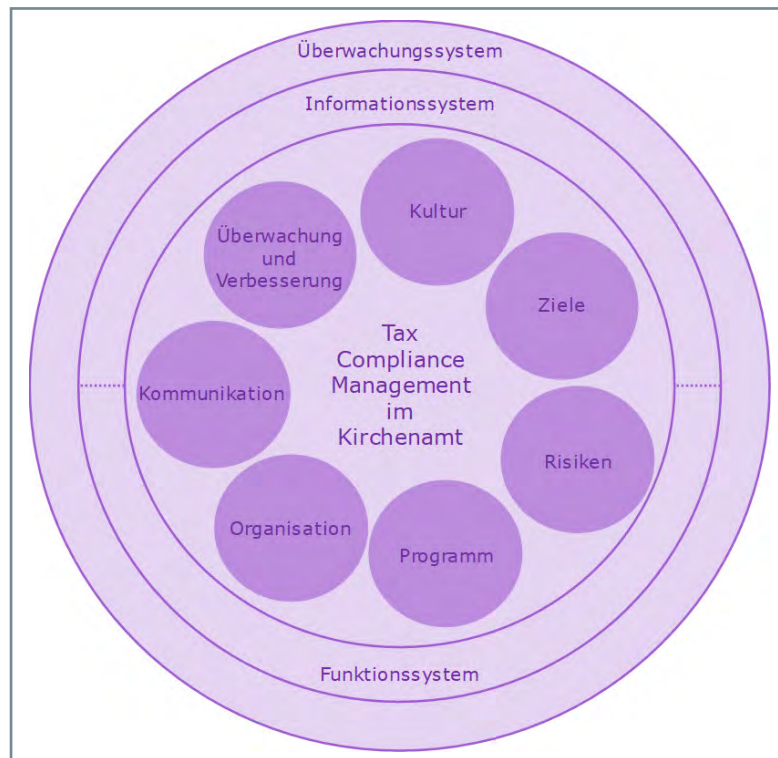 Überwachungssystem
Informationssystem
Kultur
Überwachung
und
Verbesserung
Ziele
Tax
Compliance
Management
im
Kirchenamt
Kommunikation
Risiken
Organisation
Programm
Funktionssystem